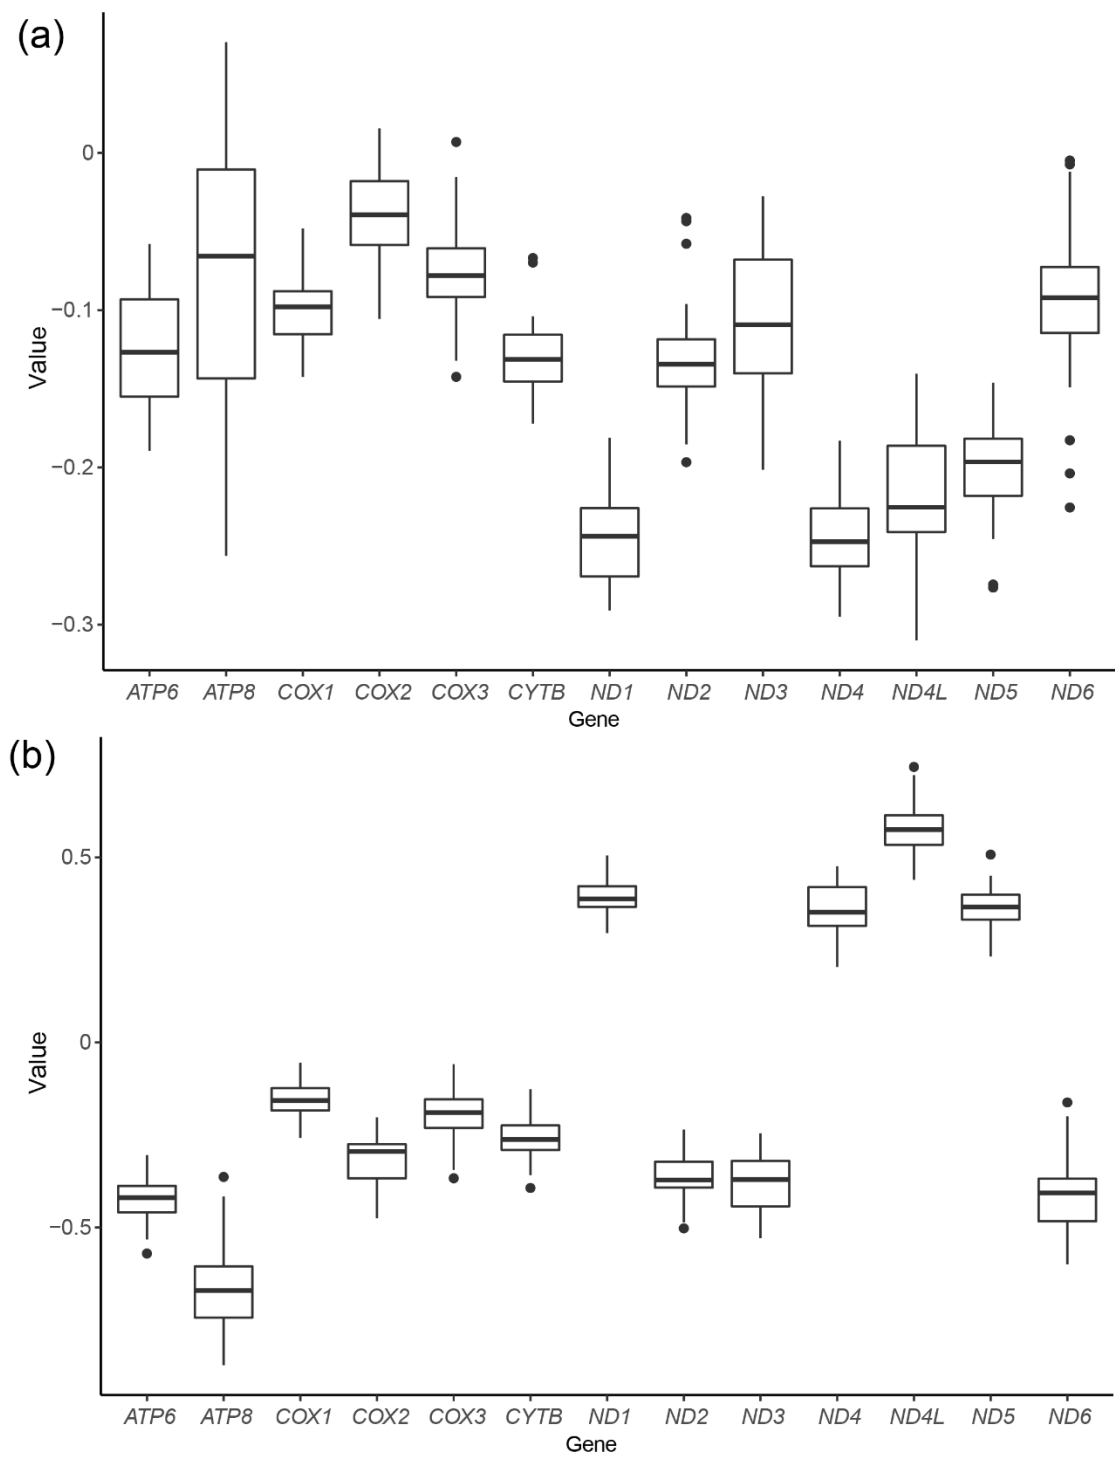 (a)
0
−0.1
−0.2
−0.3
Value
ATP6 ATP8 COX1 COX2 COX3 CYTB ND1 ND2 ND3 ND4 ND4L ND5 ND6
Gene
(b)
0.5
0
−0.5
Value
ATP6 ATP8 COX1 COX2 COX3 CYTB ND1 ND2 ND3 ND4 ND4L ND5 ND6
Gene